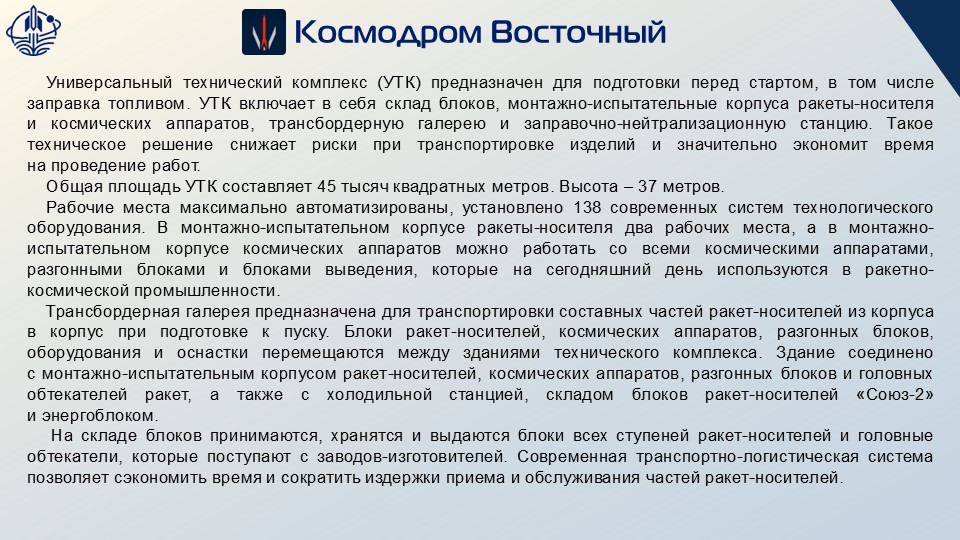 Космодром Восточный
Универсальный технический комплекс (УТК) предназначен для подготовки перед стартом, в том числе
заправка топливом. УТК включает в себя склад блоков, монтажно-испытательные корпуса ракеты-носителя
и космических аппаратов, трансбордерную галерею и заправочно-нейтрализационную станцию. Такое
техническое решение снижает риски при транспортировке изделий и значительно экономит время
на проведение работ.
Общая площадь УТК составляет 45 тысяч квадратных метров. Высота – 37 метров.
Рабочие места максимально автоматизированы, установлено 138 современных систем технологического
оборудования. В монтажно-испытательном корпусе ракеты-носителя два рабочих места, а в монтажно-
испытательном корпусе космических аппаратов можно работать со всеми космическими аппаратами,
разгонными блоками и блоками выведения, которые на сегодняшний день используются в ракетно-
космической промышленности.
Трансбордерная галерея предназначена для транспортировки составных частей ракет-носителей из корпуса
в корпус при подготовке к пуску. Блоки ракет-носителей, космических аппаратов, разгонных блоков,
оборудования и оснастки перемещаются между зданиями технического комплекса. Здание соединено
с монтажно-испытательным корпусом ракет-носителей, космических аппаратов, разгонных блоков и головных
обтекателей ракет, а также с холодильной станцией, складом блоков ракет-носителей «Союз-2»
и энергоблоком.
На складе блоков принимаются, хранятся и выдаются блоки всех ступеней ракет-носителей и головные
обтекатели, которые поступают с заводов-изготовителей. Современная транспортно-логистическая система
позволяет сэкономить время и сократить издержки приема и обслуживания частей ракет-носителей.